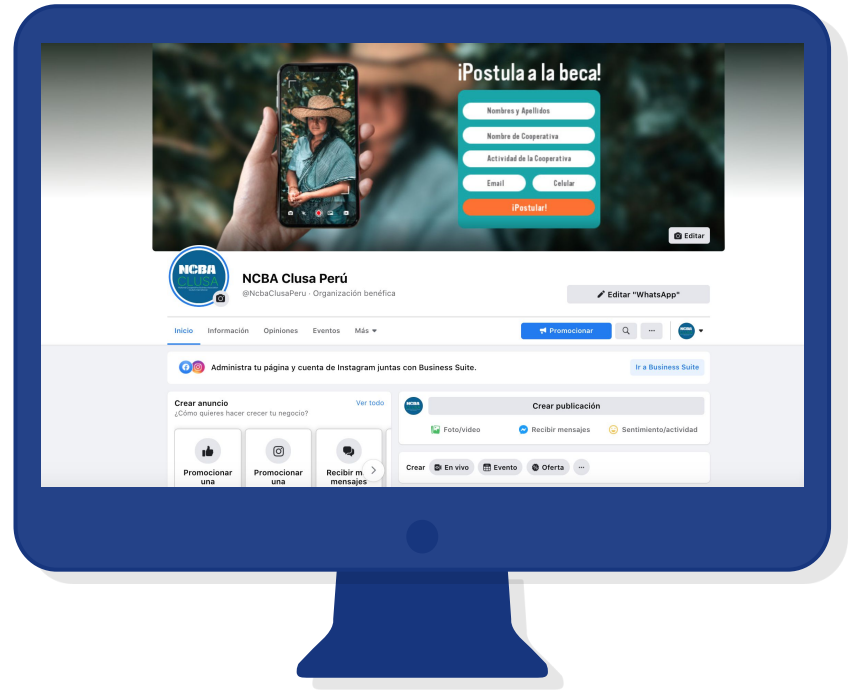 ¡Postula a la beca!
Nombres y Apellidos
Nombre de Cooperativa
Actividad de la Cooperativa
Email Celular
¡Postular!
Editar
NCBA
CLUSA
NCBA Clusa Perú
@NcbaClusaPeru · Organización benéfica
Editar "WhatsApp"
Inicio Información Opiniones Eventos Más
Promocionar
Administra tu página y cuenta de Instagram juntas con Business Suite.
Ir a Business Suite
Crear anuncio Ver todo
¿Cómo quieres hacer crecer tu negocio?
Promocionar una
Promocionar una
Recibir m... mensajes
Crear publicación
Foto/video Recibir mensajes Sentimiento/actividad
Crear En vivo Evento Oferta ...